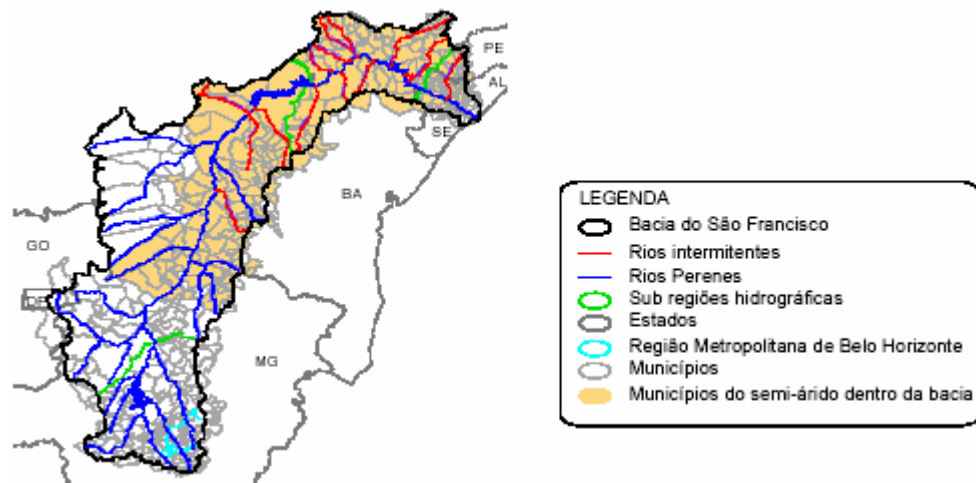 PE
AL
SE
BA
GO
DF
MG
LEGENDA
Bacia do São Francisco
Rios intermitentes
Rios Perenes
Sub regiões hidrográficas
Estados
Região Metropolitana de Belo Horizonte
Municípios
Municípios do semi-árido dentro da bacia